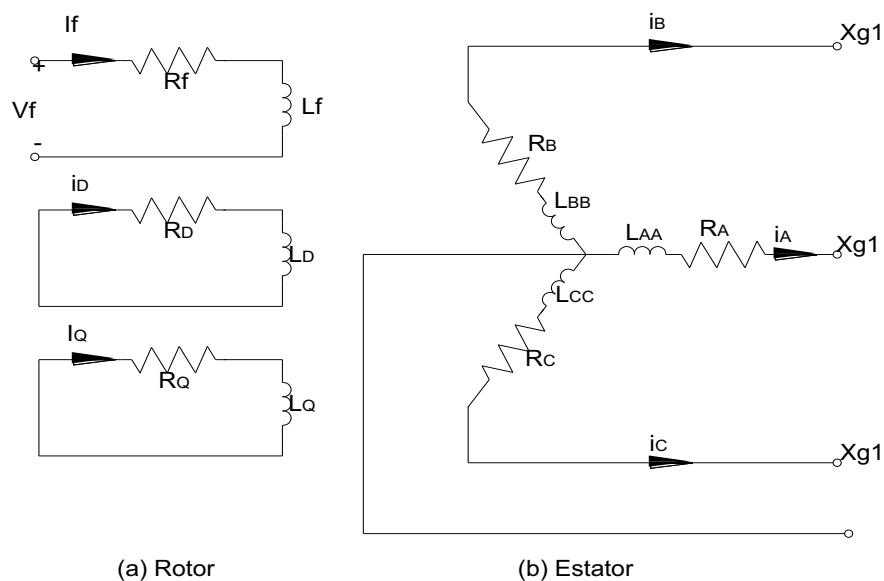 If
+
Rf
Vf
Lf
-
iD
RD
LD
IQ
RQ
LQ
(a) Rotor
iB
Xg1
RB
LBB
LAA
RA
iA
Xg1
LCC
RC
iC
Xg1
(b) Estator